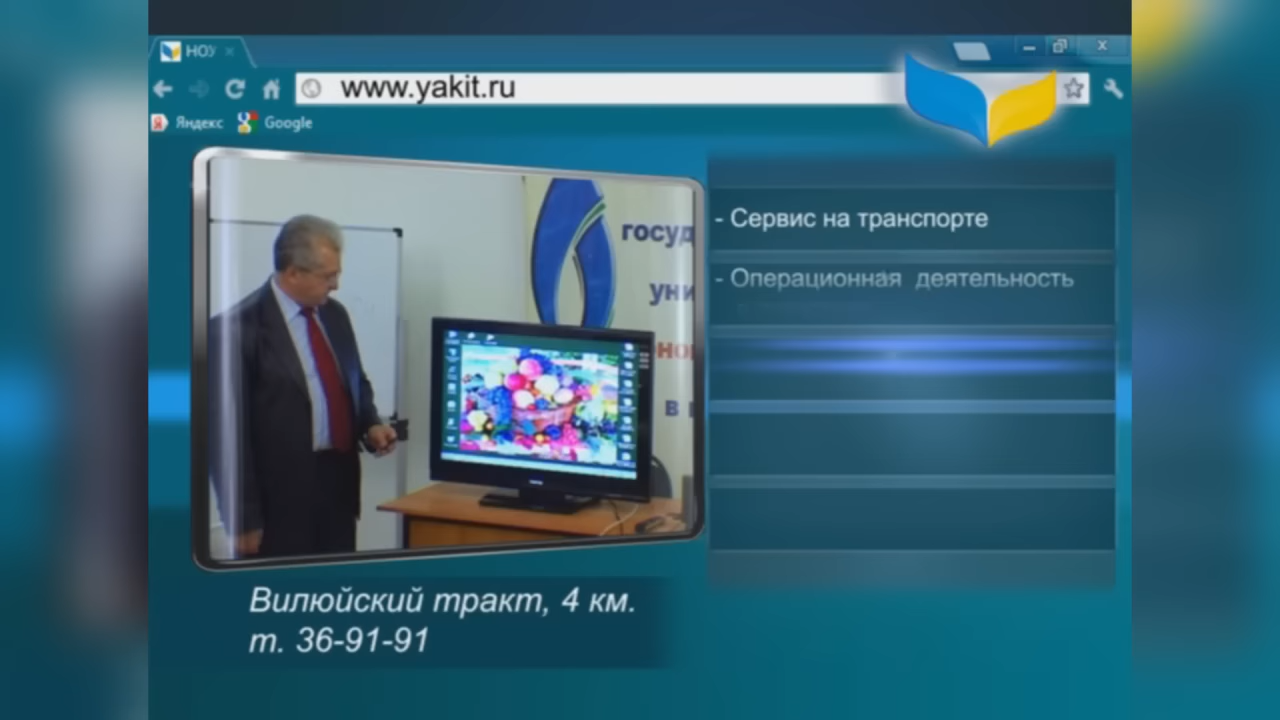 НОУ
www.yakit.ru
Яндекс
Google
- Сервис на транспорте
- Операционная деятельность
Вилюйский тракт, 4 км.
т. 36-91-91